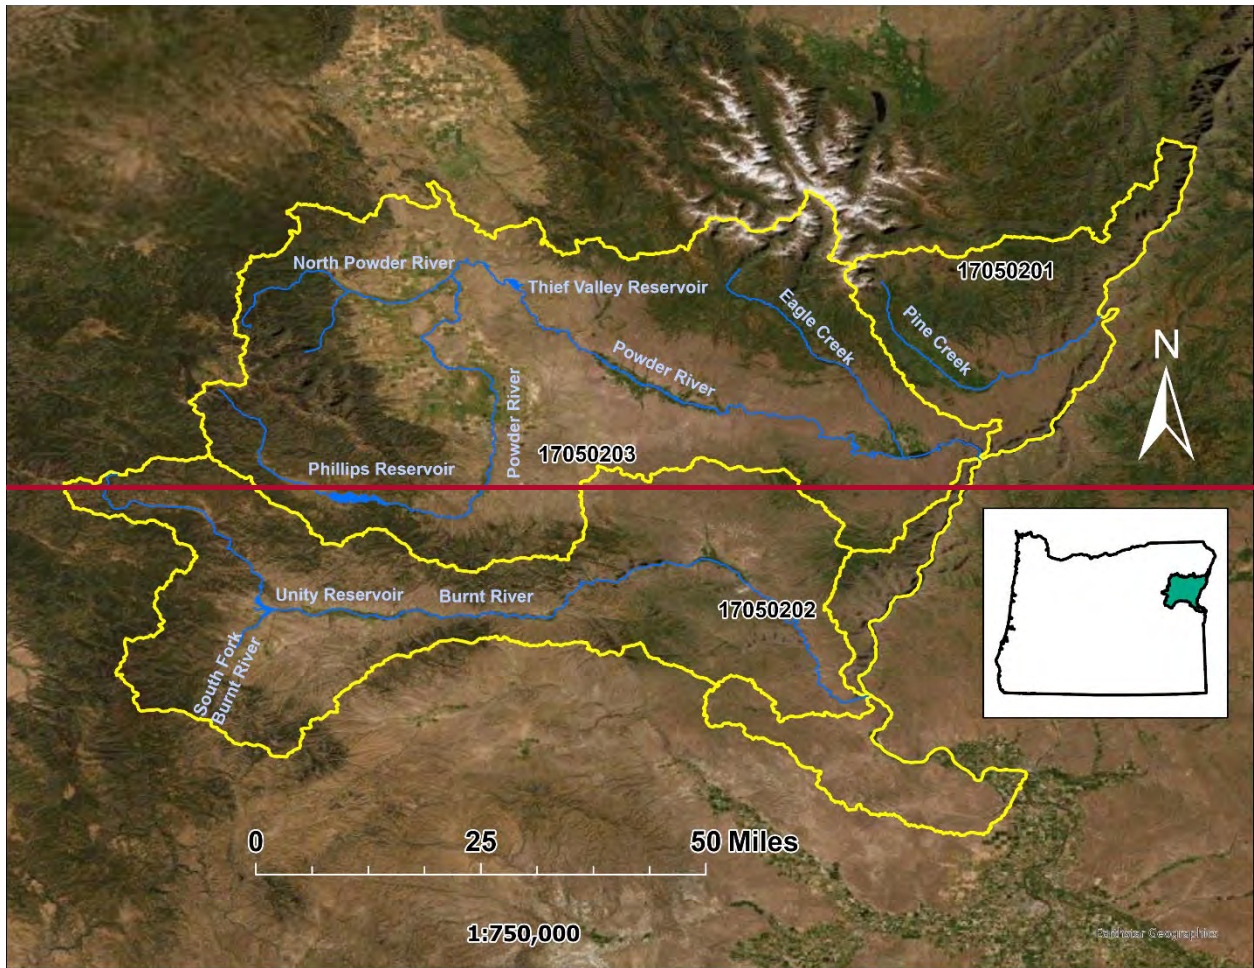 North Powder River
Thief Valley Reservoir
17050201
Eagle Creek
Pine Creek
N
Powder River
Powder River
17050203
Phillips Reservoir
Unity Reservoir
Burnt River
17050202
South Fork
Burnt River
0 25 50 Miles
1:750,000
Earthstar Geographics